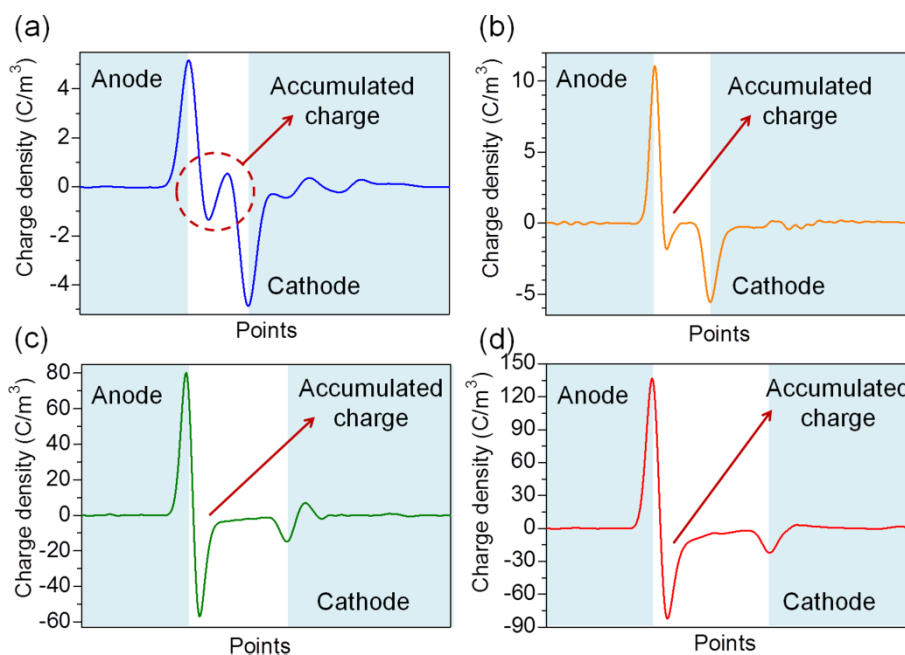 (a)
Charge density (C/m³)
4
2
0
-2
-4
Anode
Accumulated
charge
Cathode
Points
(b)
Charge density (C/m³)
10
5
0
-5
Anode
Accumulated
charge
Cathode
Points
(c)
Charge density (C/m³)
80
60
40
20
0
-20
-40
-60
Anode
Accumulated
charge
Cathode
Points
(d)
Charge density (C/m³)
150
120
90
60
30
0
-30
-60
-90
Anode
Accumulated
charge
Cathode
Points